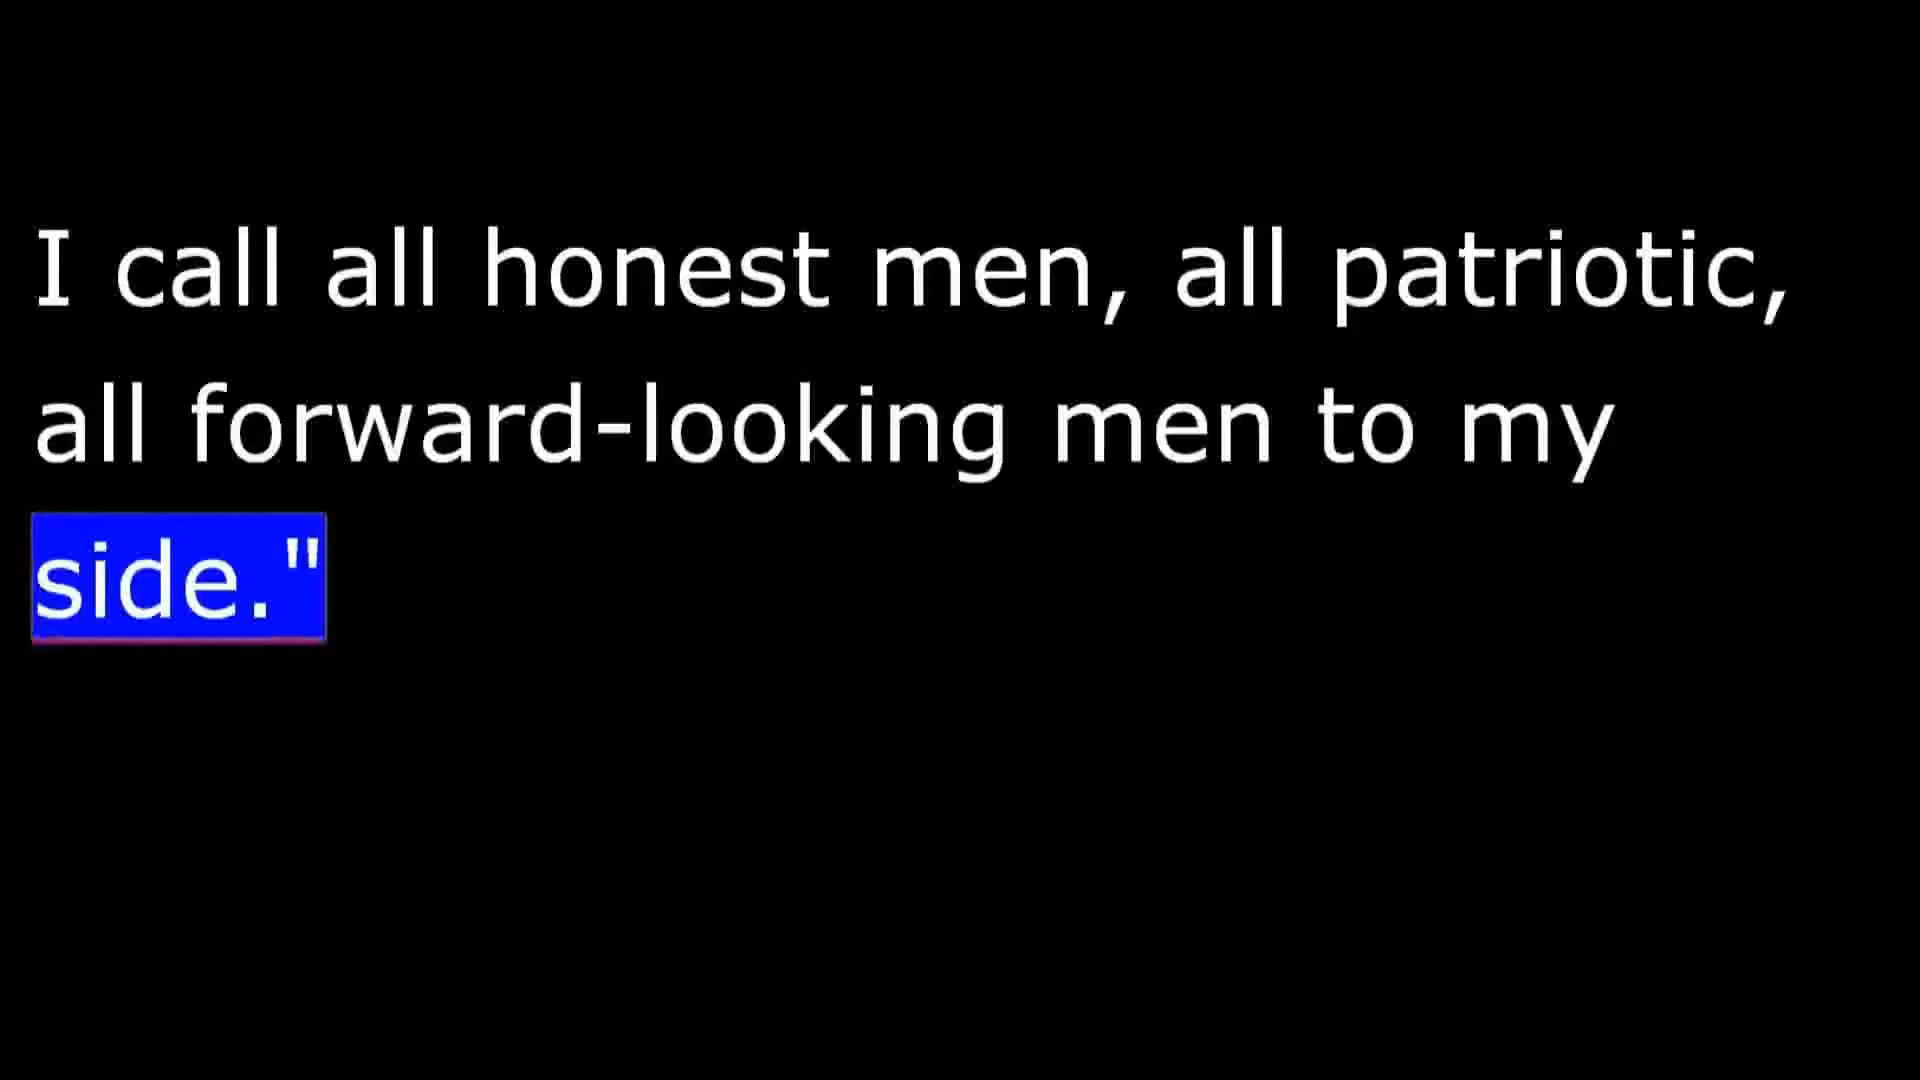 I call all honest men, all patriotic,
all forward-looking men to my
side."